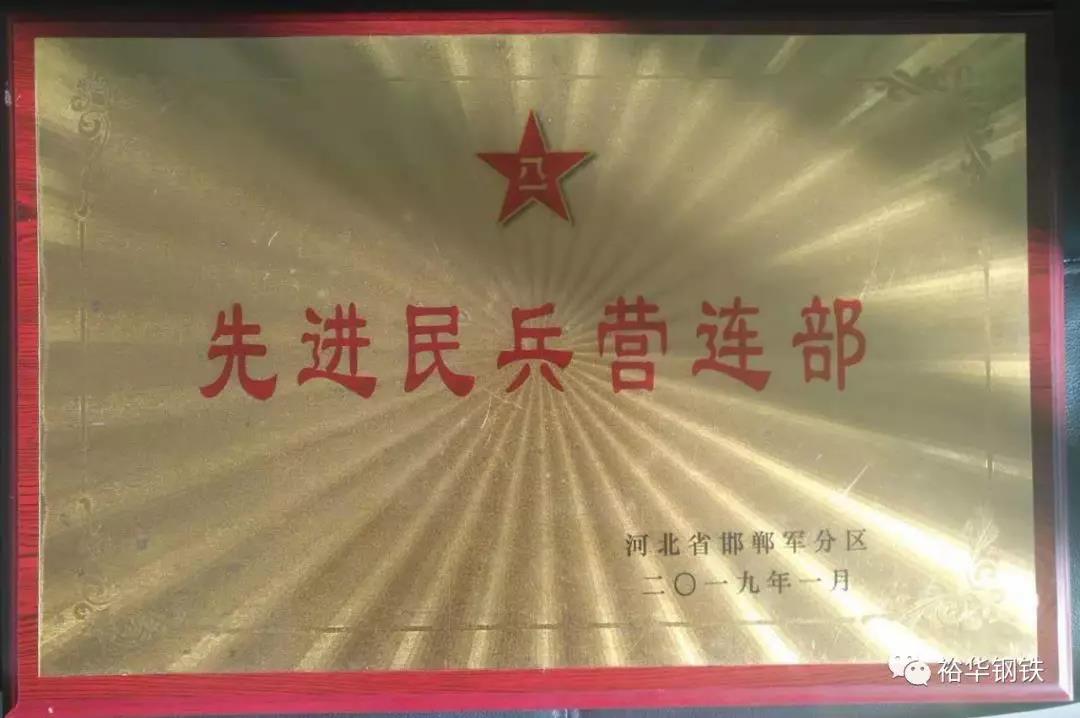 八一
先进民兵营连部
河北省邯郸军分区
二〇一九年一月
裕华钢铁